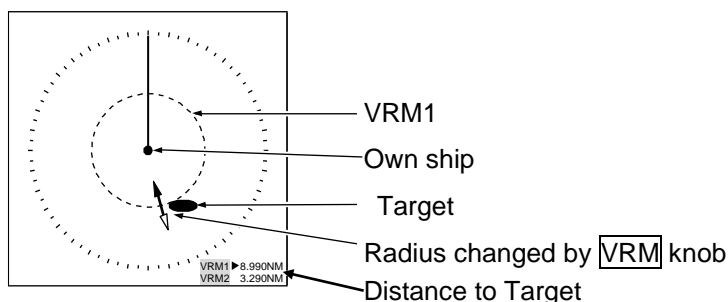 VRM1
Own ship
Target
Radius changed by VRM knob
VRM1 ▶8.990NM
VRM2 3.290NM
Distance to Target